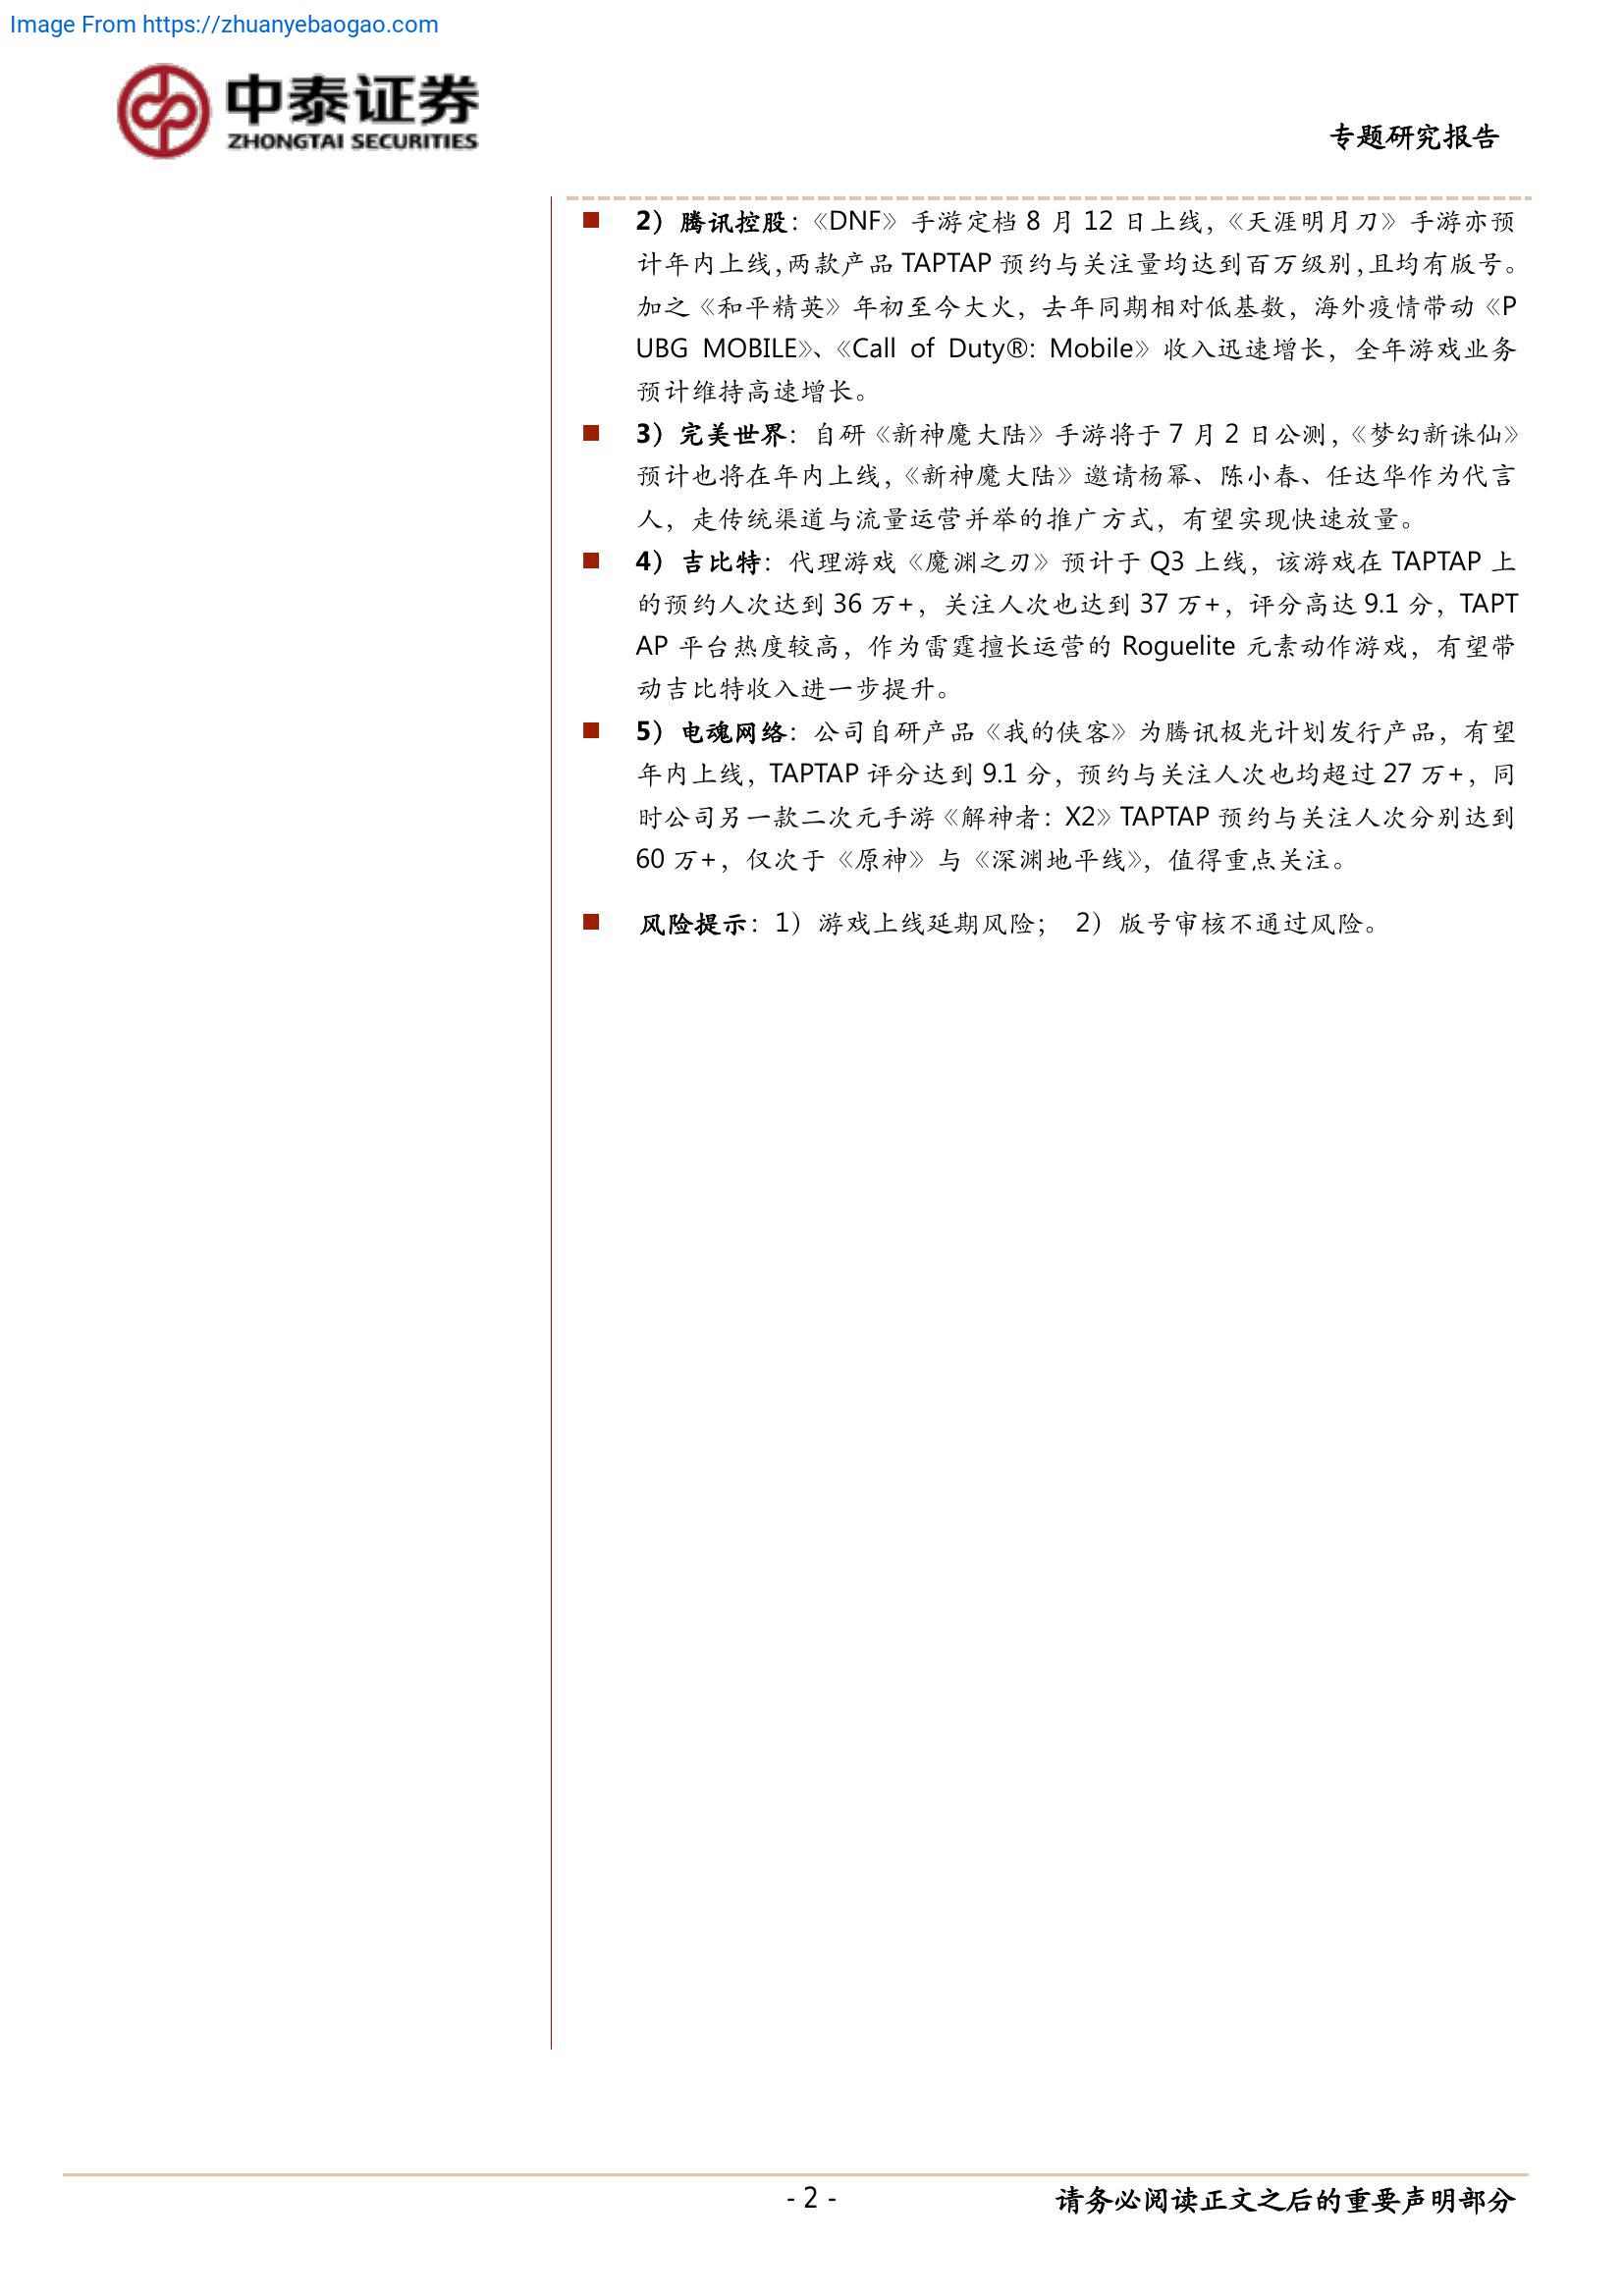 Image From https://zhuanyebaogao.com
中泰证券
ZHONGTAI SECURITIES
专题研究报告
■ 2）腾讯控股：《DNF》手游定档 8 月 12 日上线，《天涯明月刀》手游亦预
计年内上线，两款产品 TAPTAP 预约与关注量均达到百万级别，且均有版号。
加之《和平精英》年初至今大火，去年同期相对低基数，海外疫情带动《P
UBG MOBILE》、《Call of Duty®: Mobile》收入迅速增长，全年游戏业务
预计维持高速增长。
■ 3）完美世界：自研《新神魔大陆》手游将于 7 月 2 日公测，《梦幻新诛仙》
预计也将在年内上线，《新神魔大陆》邀请杨幂、陈小春、任达华作为代言
人，走传统渠道与流量运营并举的推广方式，有望实现快速放量。
■ 4）吉比特：代理游戏《魔渊之刃》预计于 Q3 上线，该游戏在 TAPTAP 上
的预约人次达到 36 万+，关注人次也达到 37 万+，评分高达 9.1 分，TAPT
AP 平台热度较高，作为雷霆擅长运营的 Roguelite 元素动作游戏，有望带
动吉比特收入进一步提升。
■ 5）电魂网络：公司自研产品《我的侠客》为腾讯极光计划发行产品，有望
年内上线，TAPTAP 评分达到 9.1 分，预约与关注人次也均超过 27 万+，同
时公司另一款二次元手游《解神者：X2》TAPTAP 预约与关注人次分别达到
60 万+，仅次于《原神》与《深渊地平线》，值得重点关注。
■ 风险提示：1）游戏上线延期风险； 2）版号审核不通过风险。
- 2 -
请务必阅读正文之后的重要声明部分